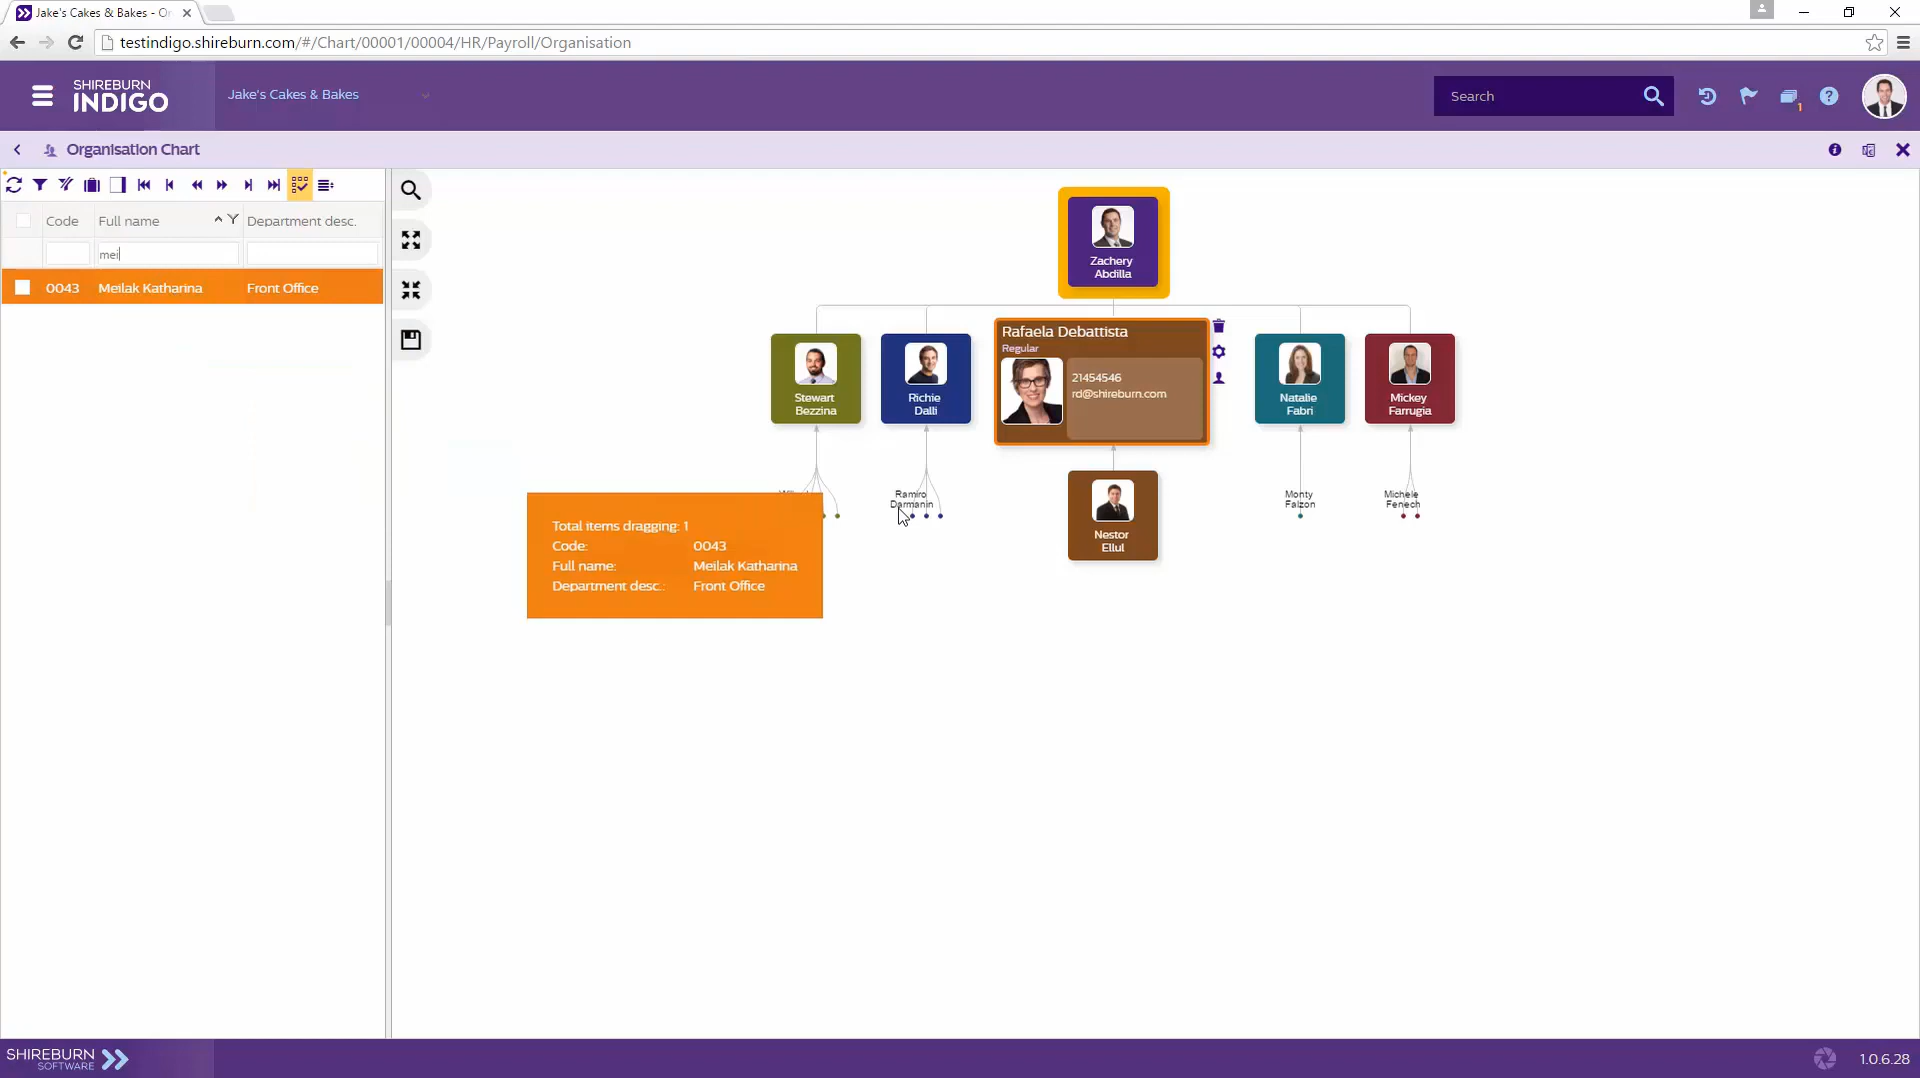 Jake's Cakes & Bakes - Or
testindigo.shireburn.com/#/Chart/00001/00004/HR/Payroll/Organisation
SHIREBURN
INDIGO
Jake's Cakes & Bakes
Search
1
?
Organisation Chart
Code
Full name
Department desc.
mei
0043
Meilak Katharina
Front Office
Zachery
Abdilla
Stewart
Bezzina
Richie
Dalli
Rafaela Debattista
Regular
21454546
rd@shireburn.com
Natalie
Fabri
Mickey
Farrugia
Ramiro
Darmanin
Nestor
Ellul
Monty
Falzon
Michele
Fenech
Total items dragging: 1
Code: 0043
Full name: Meilak Katharina
Department desc.: Front Office
SHIREBURN
SOFTWARE
1.0.6.28